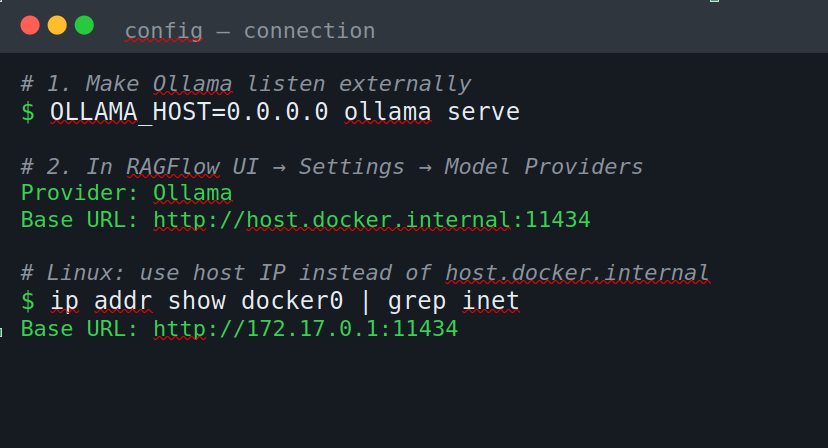 config — connection
# 1. Make Ollama listen externally
$ OLLAMA_HOST=0.0.0.0 ollama serve
# 2. In RAGFlow UI → Settings → Model Providers
Provider: Ollama
Base URL: http://host.docker.internal:11434
# Linux: use host IP instead of host.docker.internal
$ ip addr show docker0 | grep inet
Base URL: http://172.17.0.1:11434